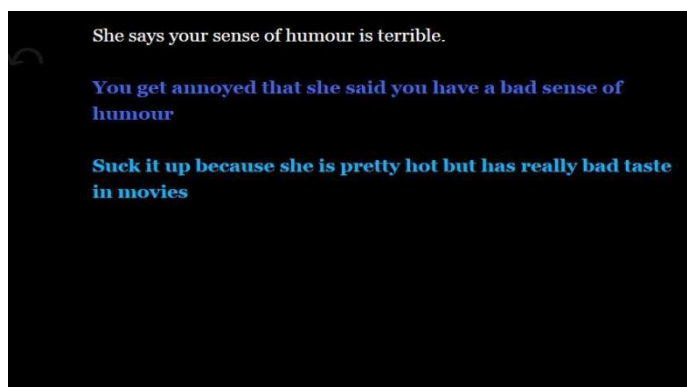 She says your sense of humour is terrible.
You get annoyed that she said you have a bad sense of
humour
Suck it up because she is pretty hot but has really bad taste
in movies